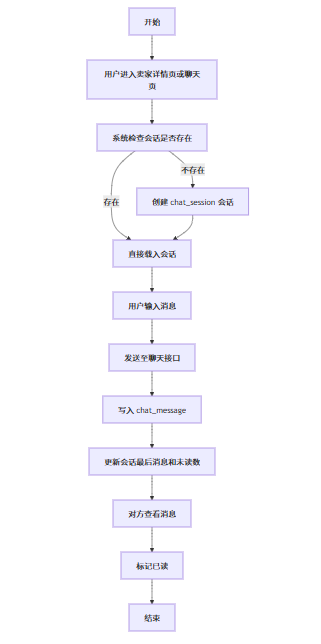 开始
用户进入卖家详情页或聊天
页
系统检查会话是否存在
不存在
存在
创建 chat_session 会话
直接载入会话
用户输入消息
发送至聊天接口
写入 chat_message
更新会话最后消息和未读数
对方查看消息
标记已读
结束